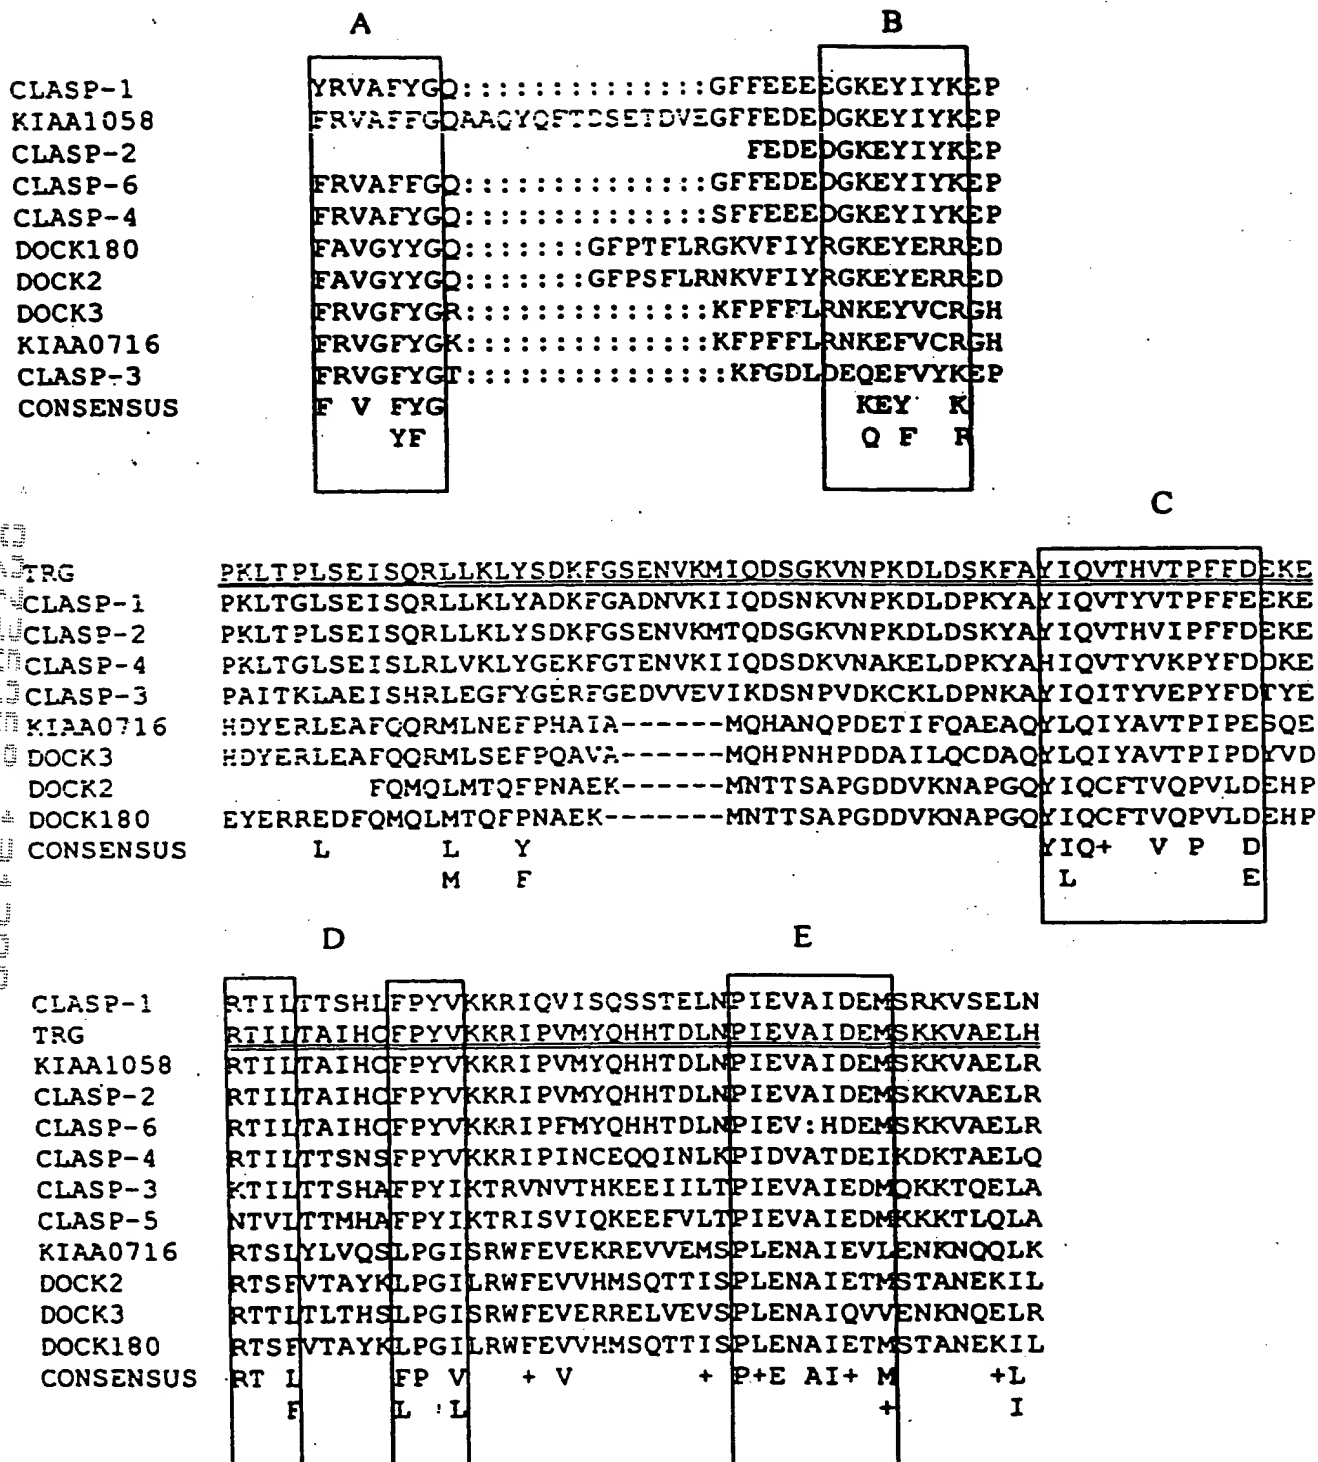 A B
CLASP-1 YRVAFYGQ::::::::::::::GFFEEEEGKEYIYKEP
KIAA1058 FRVAFFGQAAQYQFTDSETDVEGFFEDEDGKEYIYKEP
CLASP-2 FEDEDGKEYIYKEP
CLASP-6 FRVAFFGQ::::::::::::::GFFEDEDGKEYIYKEP
CLASP-4 FRVAFYGQ::::::::::::::SFFEEEDGKEYIYKEP
DOCK180 FAVGYYGQ:::::::GFPTFLRGKVFIYRGKEYERRED
DOCK2 FAVGYYGQ:::::::GFPSFLRNKVFIYRGKEYERRED
DOCK3 FRVGFYGR::::::::::::::KFPFFLRNKEYVCRGH
KIAA0716 FRVGFYGK::::::::::::::KFPFFLRNKEFVCRGH
CLASP-3 FRVGFYGT:::::::::::::::KFGDLDEQEFVYKEP
CONSENSUS F V FYG KEY K
YF Q F R
C
TRG PKLTPLSEISQRLLKLYSDKFGSENVKMIQDSGKVNPKDLDSKFAYIQVTHVTPFFDEKE
CLASP-1 PKLTGLSEISQRLLKLYADKFGADNVKIIQDSNKVNPKDLDPKYAYIQVTYVTPFFEEKE
CLASP-2 PKLTPLSEISQRLLKLYSDKFGSENVKMTQDSGKVNPKDLDSKYAYIQVTHVIPFFDEKE
CLASP-4 PKLTGLSEISLRLVKLYGEKFGTENVKIIQDSDKVNAKELDPKYAHIQVTYVKPYFDDKE
CLASP-3 PAITKLAEISHRLEGFYGERFGEDVVEVIKDSNPVDKCKLDPNKAYIQITYVEPYFDTYE
KIAA0716 HDYERLEAFQQRMLNEFPHAIA------MQHANQPDETIFQAEAQYLQIYAVTPIPESQE
DOCK3 HDYERLEAFQQRMLSEFPQAVA------MQHPNHPDDAILQCDAQYLQIYAVTPIPDYVD
DOCK2 FQMQLMTQFPNAEK------MNTTSAPGDDVKNAPGQYIQCFTVQPVLDEHP
DOCK180 EYERREDFQMQLMTQFPNAEK-------MNTTSAPGDDVKNAPGQYIQCFTVQPVLDEHP
CONSENSUS L L Y YIQ+ V P D
M F L E
D E
CLASP-1 RTILTTSHLFPYVKKRIQVISQSSTELNPIEVAIDEMSRKVSELN
TRG RTILTAIHCFPYVKKRIPVMYQHHTDLNPIEVAIDEMSKKVAELH
KIAA1058 RTILTAIHCFPYVKKRIPVMYQHHTDLNPIEVAIDEMSKKVAELR
CLASP-2 RTILTAIHCFPYVKKRIPVMYQHHTDLNPIEVAIDEMSKKVAELR
CLASP-6 RTILTAIHCFPYVKKRIPFMYQHHTDLNPIEV:HDEMSKKVAELR
CLASP-4 RTILTTSNSFPYVKKRIPINCEQQINLKPIDVATDEIKDKTAELQ
CLASP-3 KTILTTSHAFPYIKTRVNVTHKEEIILTPIEVAIEDMQKKTQELA
CLASP-5 NTVLTTMHAFPYIKTRISVIQKEEFVLTPIEVAIEDMKKKTLQLA
KIAA0716 RTSLYLVQSLPGISRWFEVEKREVVEMSPLENAIEVLENKNQQLK
DOCK2 RTSFVTAYKLPGILRWFEVVHMSQTTISPLENAIETMSTANEKIL
DOCK3 RTTLTLTHSLPGISRWFEVERRELVEVSPLENAIQVVENKNQELR
DOCK180 RTSFVTAYKLPGILRWFEVVHMSQTTISPLENAIETMSTANEKIL
CONSENSUS RT L FP V + V + P+E AI+ M +L
F L L + I